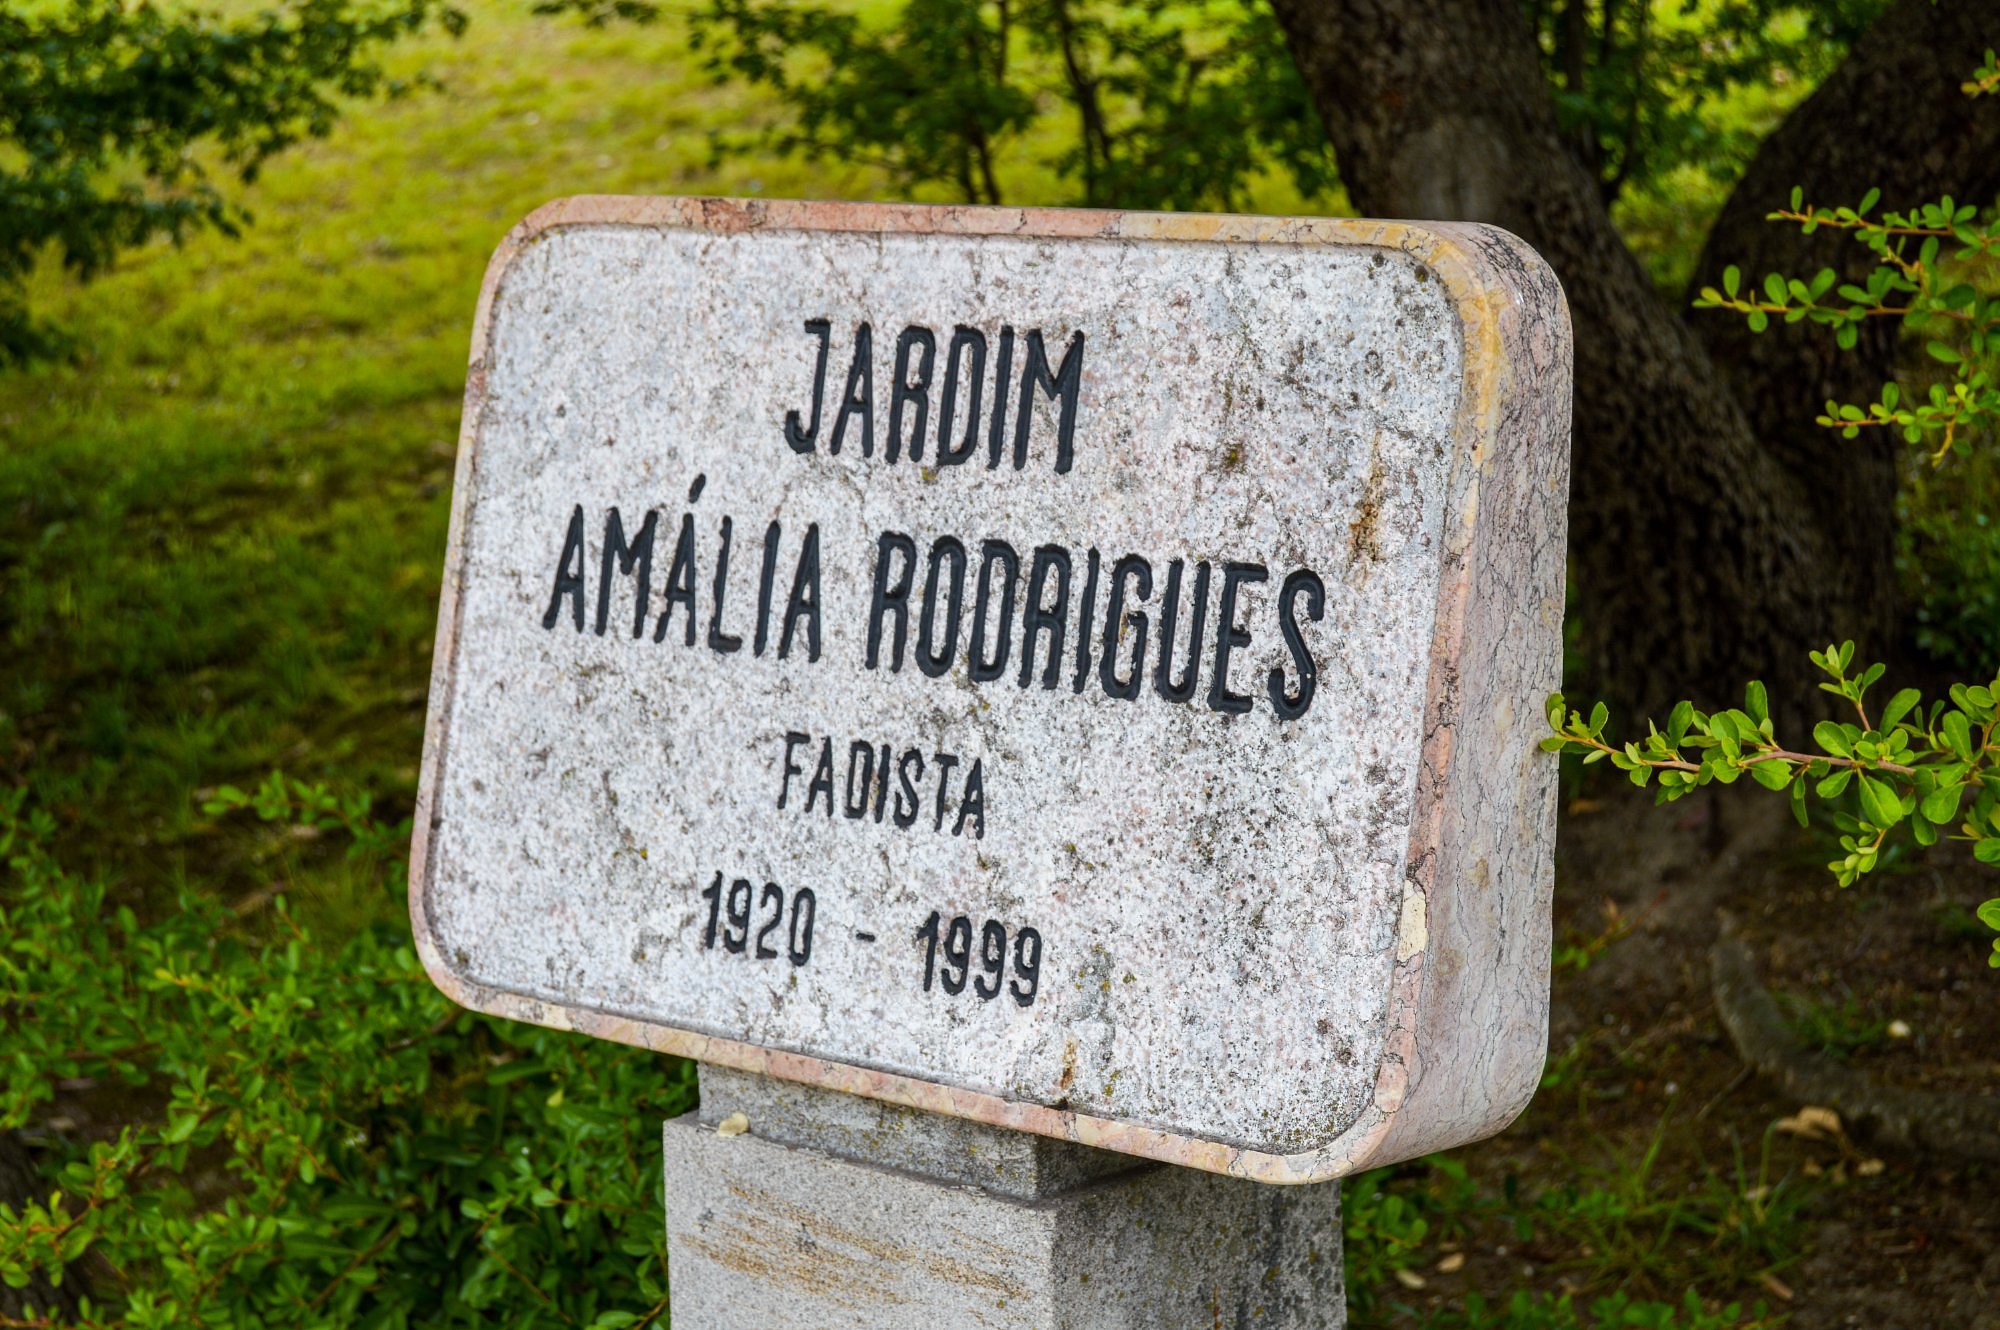 JARDIM
AMÁLIA RODRIGUES
FADISTA
1920 - 1999